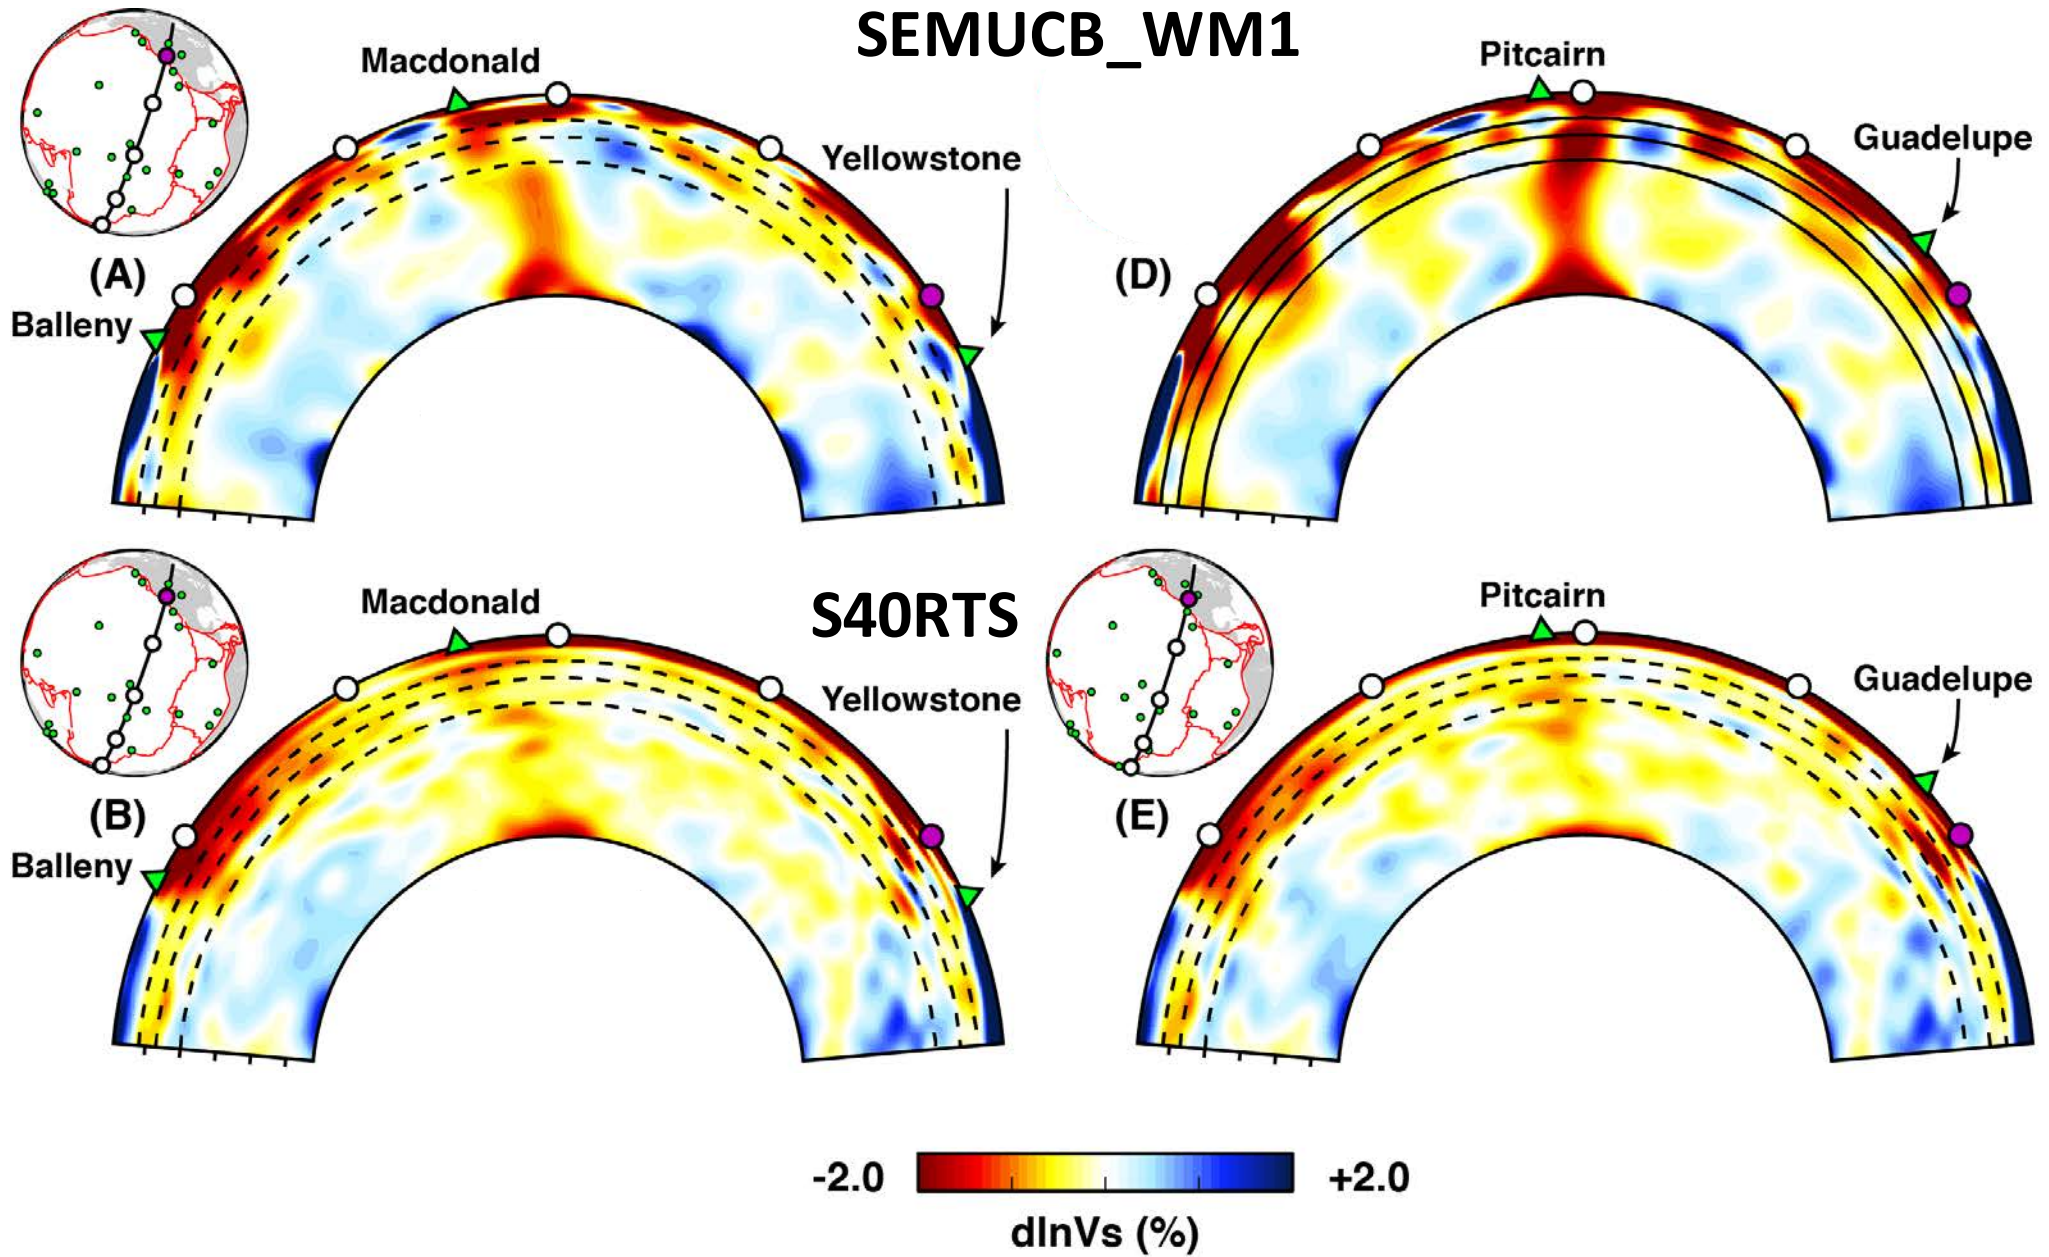 SEMUCB_WM1
Macdonald
Yellowstone
(A)
Balleny
Pitcairn
Guadelupe
(D)
S40RTS
Macdonald
Yellowstone
(B)
Balleny
Pitcairn
Guadelupe
(E)
-2.0 +2.0
dlnVs (%)